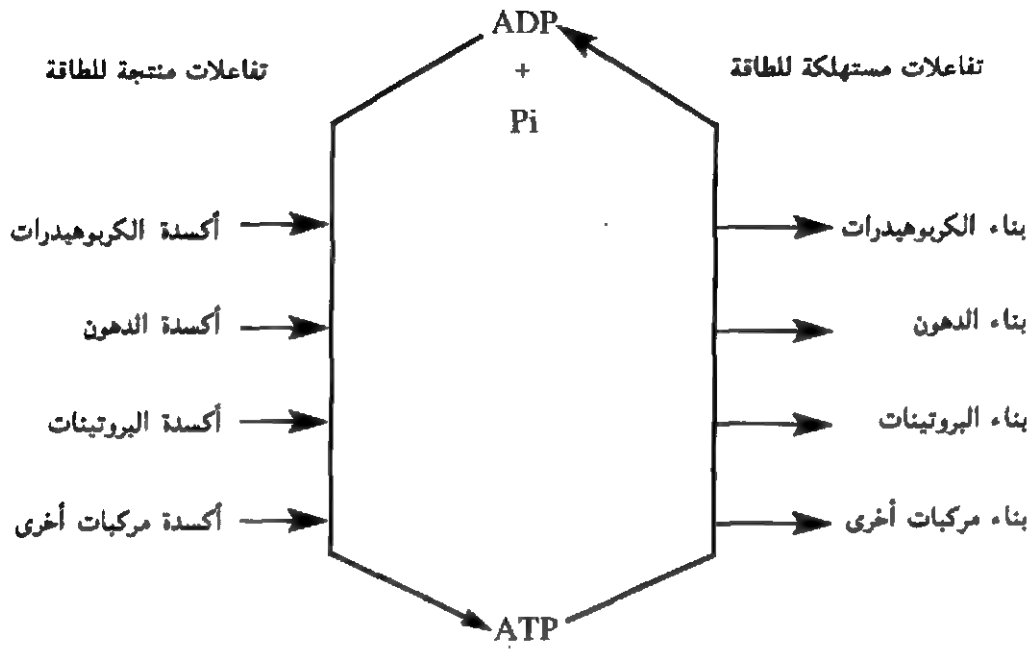 ADP
+
Pi
تفاعلات مستهلكة للطاقة
تفاعلات منتجة للطاقة
بناء الكربوهيدرات
أكسدة الكربوهيدرات
بناء الدهون
أكسدة الدهون
بناء البروتينات
أكسدة البروتينات
بناء مركبات أخرى
أكسدة مركبات أخرى
ATP